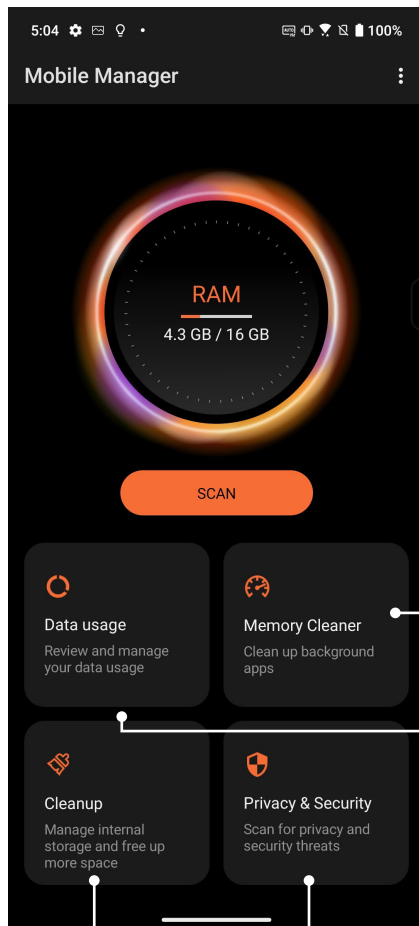 5:04 100%
Mobile Manager
RAM
4.3 GB / 16 GB
SCAN
Data usage
Review and manage
your data usage
Memory Cleaner
Clean up background
apps
Cleanup
Manage internal
storage and free up
more space
Privacy & Security
Scan for privacy and
security threats